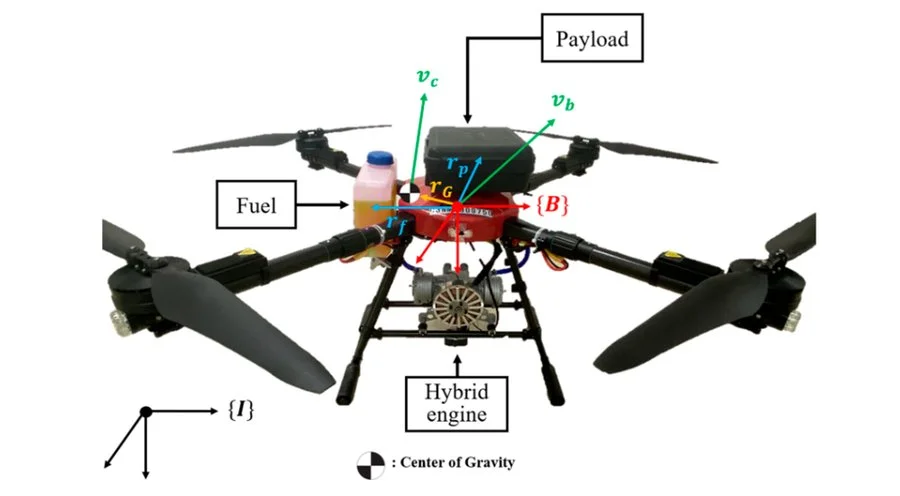 Payload
v_c
v_b
r_p
r_G
Fuel
{B}
r_f
Hybrid
engine
{I}
: Center of Gravity